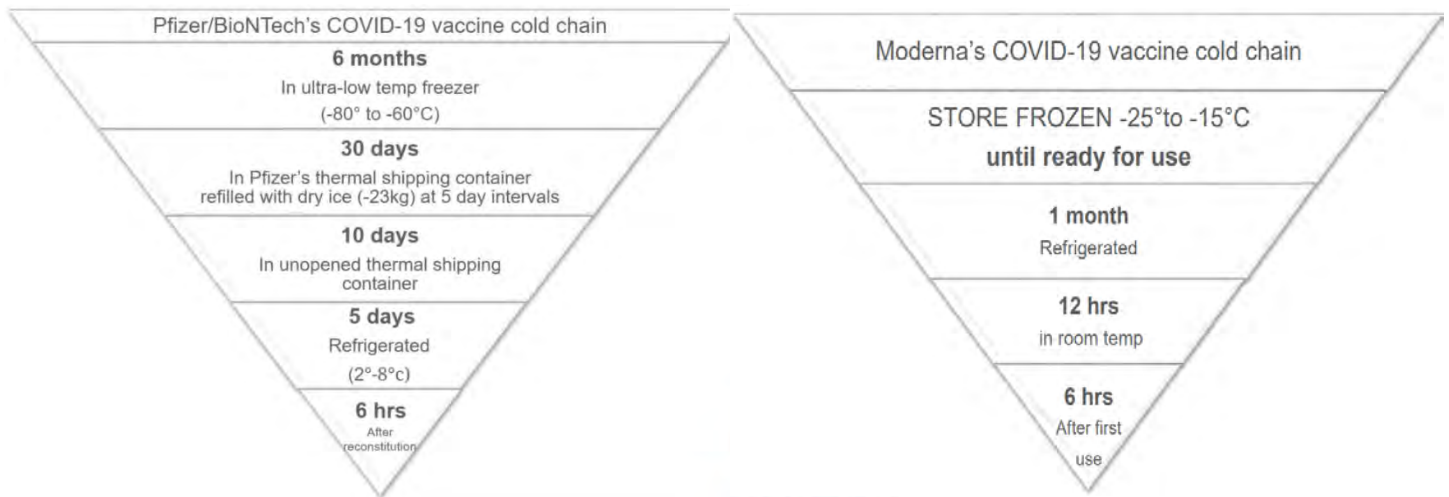 Pfizer/BioNTech's COVID-19 vaccine cold chain
6 months
In ultra-low temp freezer
(-80° to -60°C)
30 days
In Pfizer's thermal shipping container
refilled with dry ice (-23kg) at 5 day intervals
10 days
In unopened thermal shipping
container
5 days
Refrigerated
(2°-8°c)
6 hrs
After
reconstitution
Moderna's COVID-19 vaccine cold chain
STORE FROZEN -25°to -15°C
until ready for use
1 month
Refrigerated
12 hrs
in room temp
6 hrs
After first
use